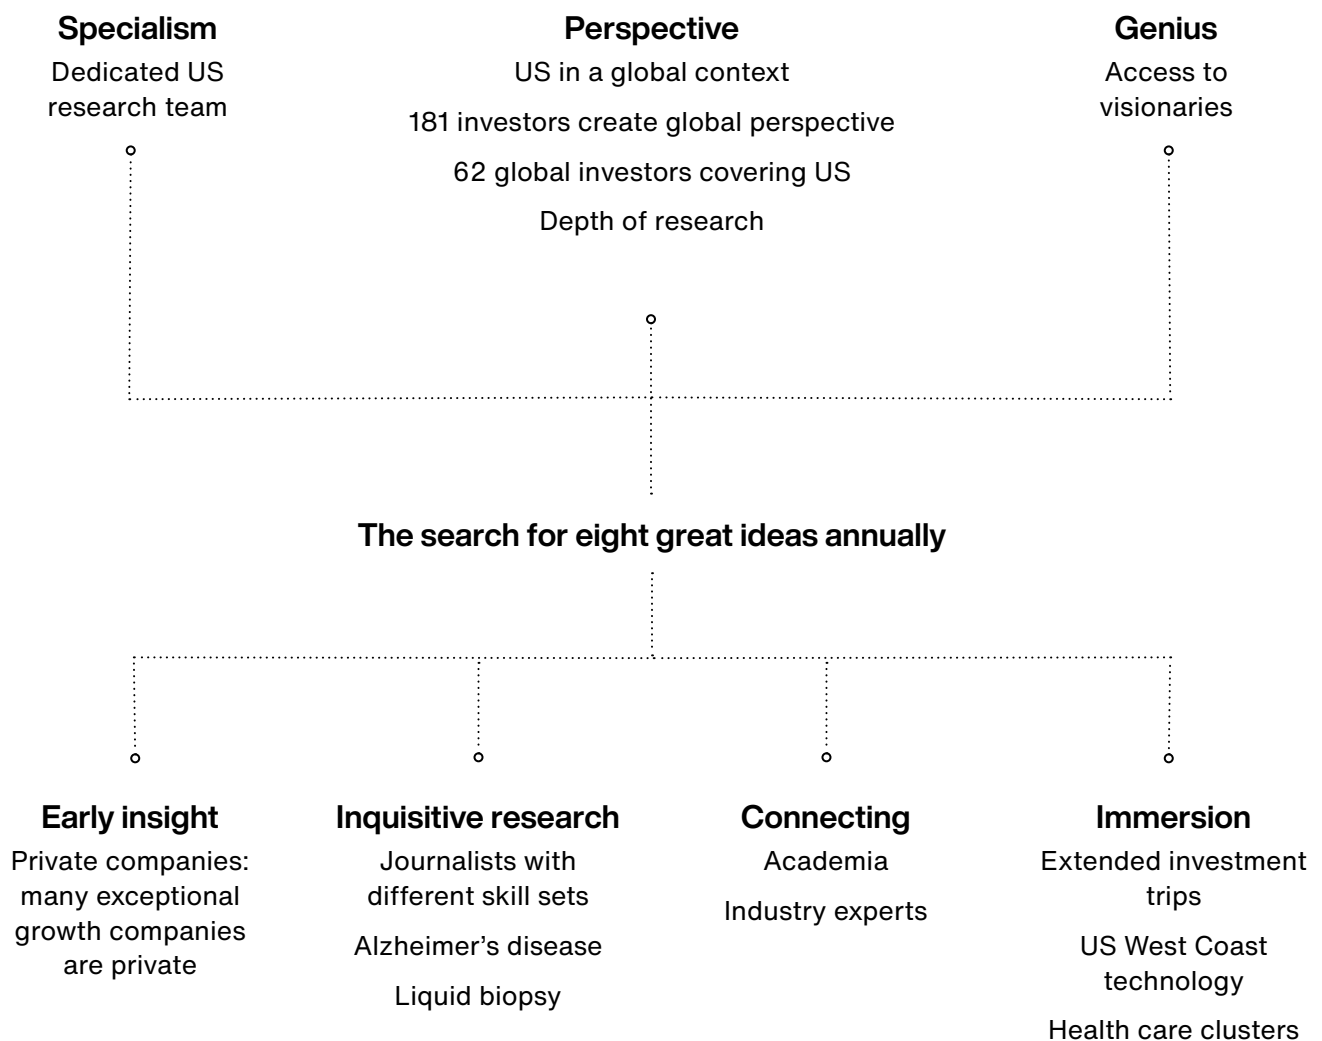 Specialism
Dedicated US
research team
Perspective
US in a global context
181 investors create global perspective
62 global investors covering US
Depth of research
Genius
Access to
visionaries
The search for eight great ideas annually
Early insight
Private companies:
many exceptional
growth companies
are private
Inquisitive research
Journalists with
different skill sets
Alzheimer’s disease
Liquid biopsy
Connecting
Academia
Industry experts
Immersion
Extended investment
trips
US West Coast
technology
Health care clusters